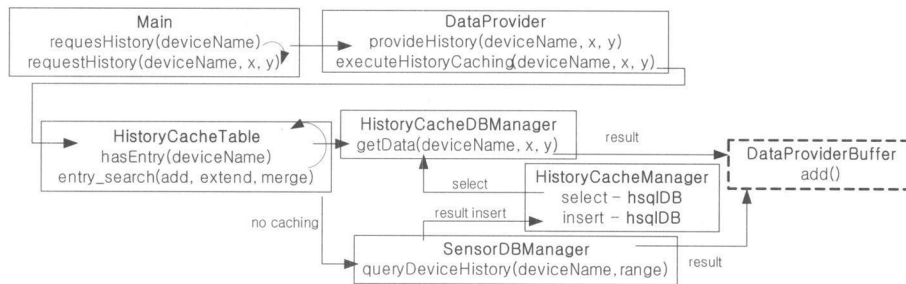 Main
requesHistory(deviceName)
requestHistory(deviceName, x, y)
DataProvider
provideHistory(deviceName, x, y)
executeHistoryCaching(deviceName, x, y)
HistoryCacheTable
hasEntry(deviceName)
entry_search(add, extend, merge)
HistoryCacheDBManager
getData(deviceName, x, y)
result
DataProviderBuffer
add()
select
HistoryCacheManager
select - hsqlDB
insert - hsqlDB
no caching
result insert
SensorDBManager
queryDeviceHistory(deviceName,range)
result